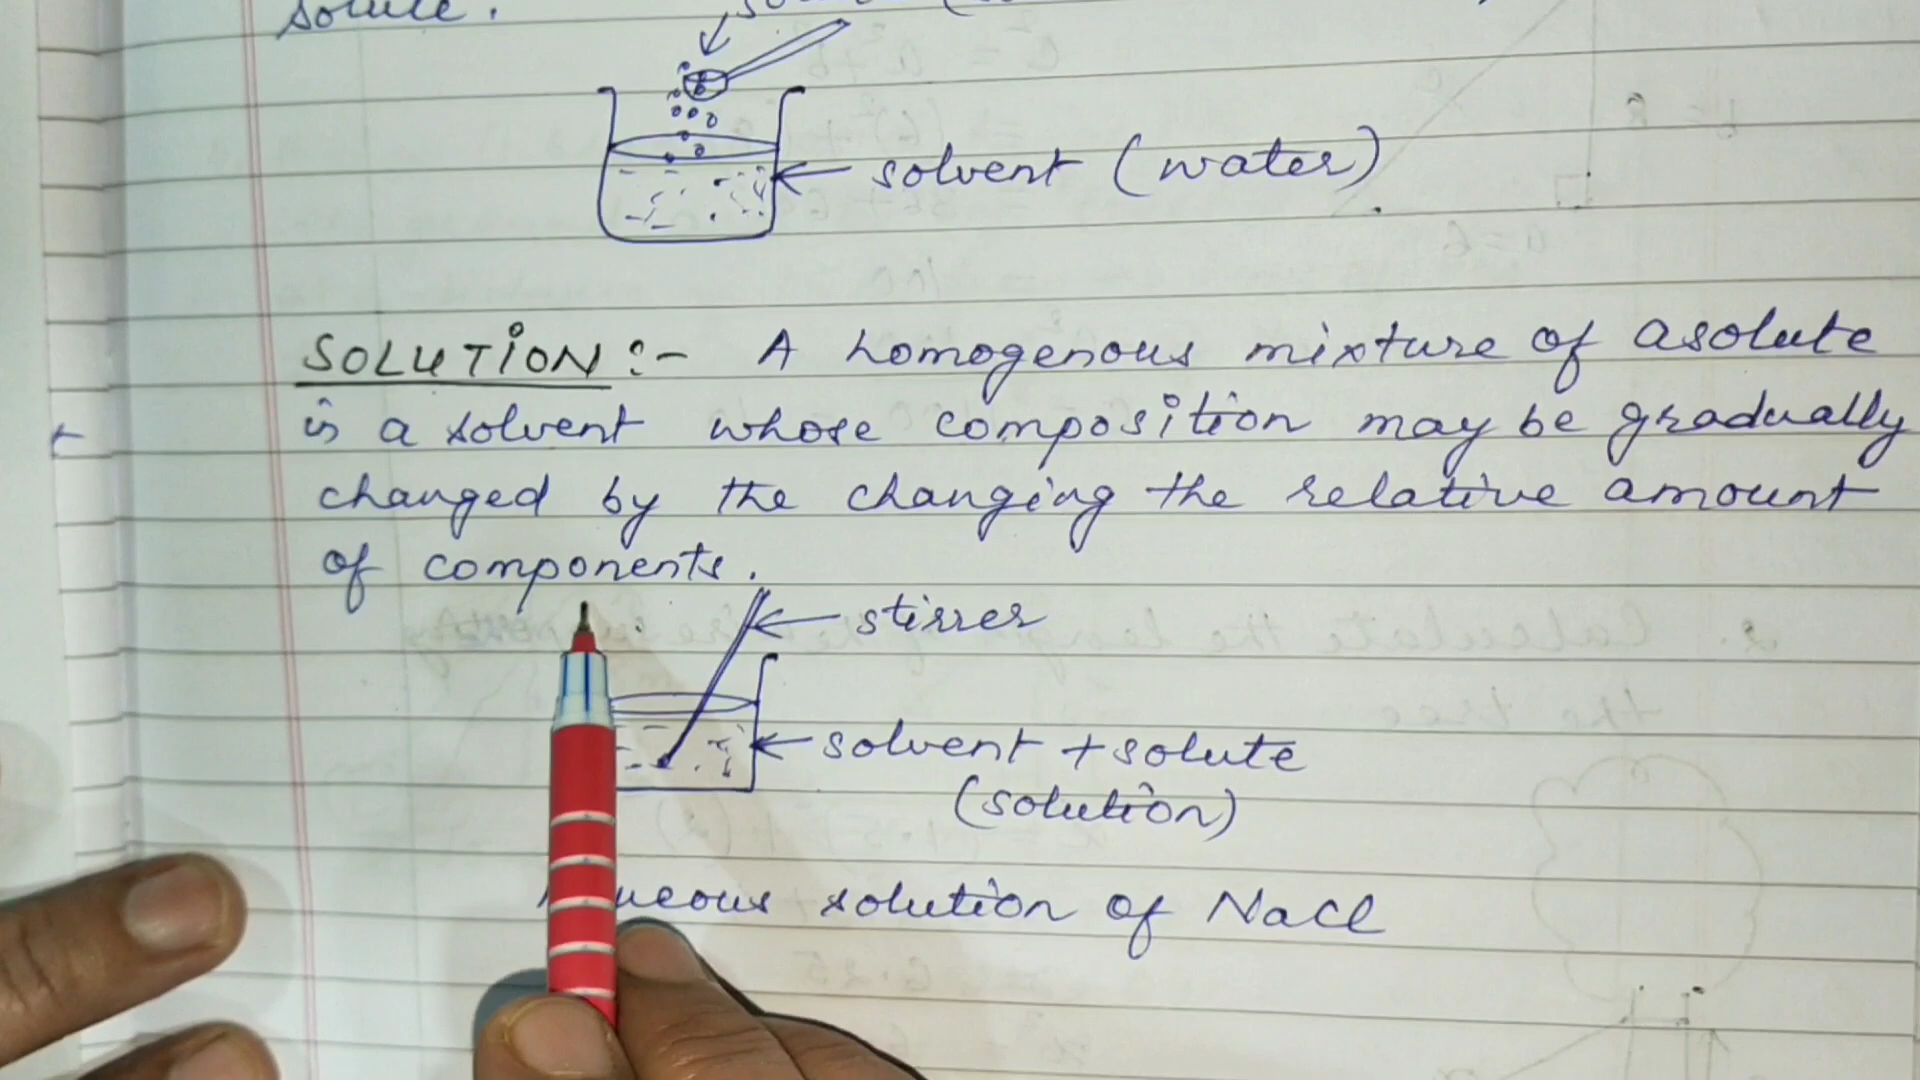 solute.
solvent (water)
SOLUTION :- A homogenous mixture of a solute
is a solvent whose composition may be gradually
changed by the changing the relative amount
of components.
stirrer
solvent + solute
(solution)
solution of NaCl